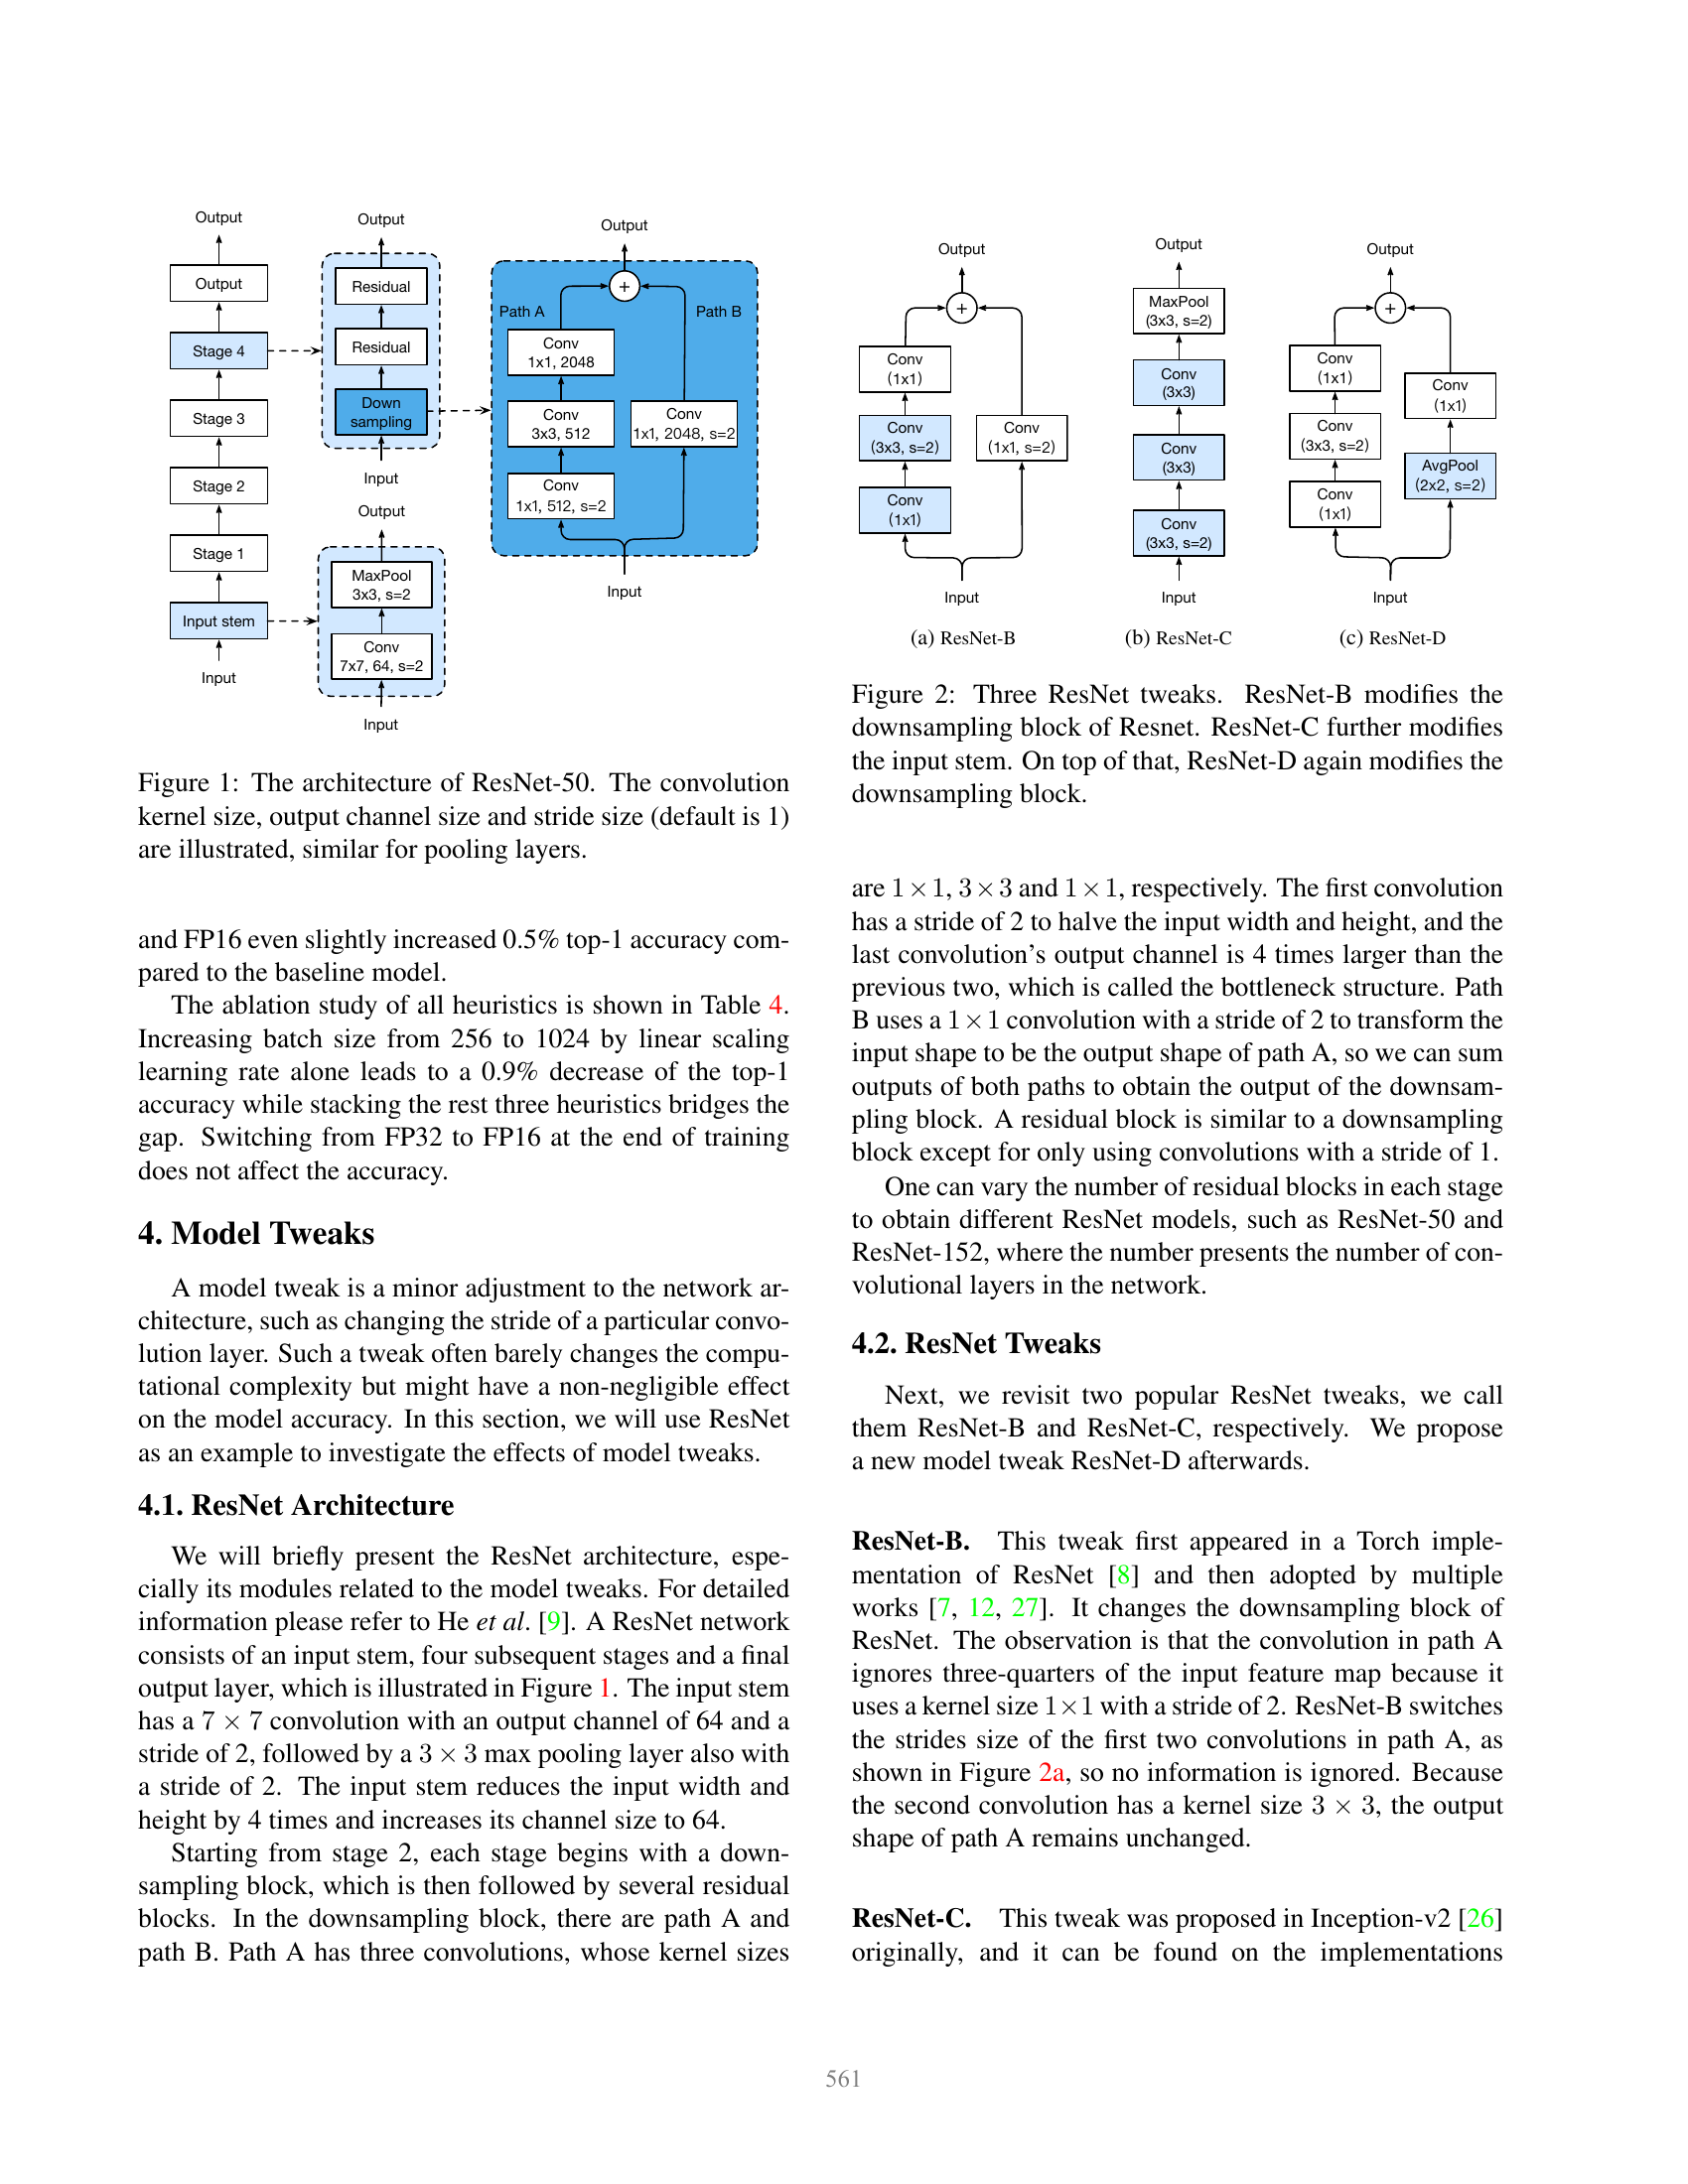 Output
Output
Stage 4
Stage 3
Stage 2
Stage 1
Input stem
Input
Output
Residual
Residual
Down
sampling
Input
Output
MaxPool
3x3, s=2
Conv
7x7, 64, s=2
Input
Output
+
Path A
Path B
Conv
1x1, 2048
Conv
3x3, 512
Conv
1x1, 2048, s=2
Conv
1x1, 512, s=2
Input
Figure 1: The architecture of ResNet-50. The convolution
kernel size, output channel size and stride size (default is 1)
are illustrated, similar for pooling layers.
and FP16 even slightly increased 0.5% top-1 accuracy com-
pared to the baseline model.
The ablation study of all heuristics is shown in Table 4.
Increasing batch size from 256 to 1024 by linear scaling
learning rate alone leads to a 0.9% decrease of the top-1
accuracy while stacking the rest three heuristics bridges the
gap. Switching from FP32 to FP16 at the end of training
does not affect the accuracy.
4. Model Tweaks
A model tweak is a minor adjustment to the network ar-
chitecture, such as changing the stride of a particular convo-
lution layer. Such a tweak often barely changes the compu-
tational complexity but might have a non-negligible effect
on the model accuracy. In this section, we will use ResNet
as an example to investigate the effects of model tweaks.
4.1. ResNet Architecture
We will briefly present the ResNet architecture, espe-
cially its modules related to the model tweaks. For detailed
information please refer to He et al. [9]. A ResNet network
consists of an input stem, four subsequent stages and a final
output layer, which is illustrated in Figure 1. The input stem
has a 7 × 7 convolution with an output channel of 64 and a
stride of 2, followed by a 3 × 3 max pooling layer also with
a stride of 2. The input stem reduces the input width and
height by 4 times and increases its channel size to 64.
Starting from stage 2, each stage begins with a down-
sampling block, which is then followed by several residual
blocks. In the downsampling block, there are path A and
path B. Path A has three convolutions, whose kernel sizes
Output
+
Conv
(1x1)
Conv
(3x3, s=2)
Conv
(1x1, s=2)
Conv
(1x1)
Input
(a) ResNet-B
Output
MaxPool
(3x3, s=2)
Conv
(3x3)
Conv
(3x3)
Conv
(3x3, s=2)
Input
(b) ResNet-C
Output
+
Conv
(1x1)
Conv
(1x1)
Conv
(3x3, s=2)
AvgPool
(2x2, s=2)
Conv
(1x1)
Input
(c) ResNet-D
Figure 2: Three ResNet tweaks. ResNet-B modifies the
downsampling block of Resnet. ResNet-C further modifies
the input stem. On top of that, ResNet-D again modifies the
downsampling block.
are 1 × 1, 3 × 3 and 1 × 1, respectively. The first convolution
has a stride of 2 to halve the input width and height, and the
last convolution's output channel is 4 times larger than the
previous two, which is called the bottleneck structure. Path
B uses a 1 × 1 convolution with a stride of 2 to transform the
input shape to be the output shape of path A, so we can sum
outputs of both paths to obtain the output of the downsam-
pling block. A residual block is similar to a downsampling
block except for only using convolutions with a stride of 1.
One can vary the number of residual blocks in each stage
to obtain different ResNet models, such as ResNet-50 and
ResNet-152, where the number presents the number of con-
volutional layers in the network.
4.2. ResNet Tweaks
Next, we revisit two popular ResNet tweaks, we call
them ResNet-B and ResNet-C, respectively. We propose
a new model tweak ResNet-D afterwards.
ResNet-B. This tweak first appeared in a Torch imple-
mentation of ResNet [8] and then adopted by multiple
works [7, 12, 27]. It changes the downsampling block of
ResNet. The observation is that the convolution in path A
ignores three-quarters of the input feature map because it
uses a kernel size 1×1 with a stride of 2. ResNet-B switches
the strides size of the first two convolutions in path A, as
shown in Figure 2a, so no information is ignored. Because
the second convolution has a kernel size 3 × 3, the output
shape of path A remains unchanged.
ResNet-C. This tweak was proposed in Inception-v2 [26]
originally, and it can be found on the implementations
561